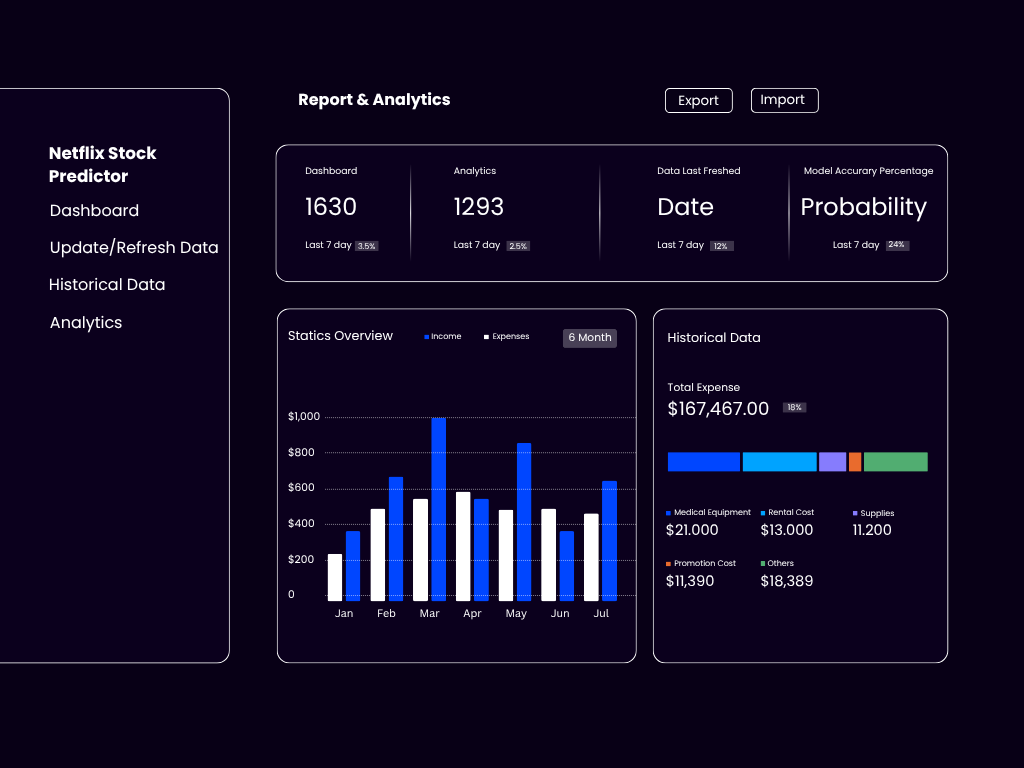 Netflix Stock
Predictor
Dashboard
Update/Refresh Data
Historical Data
Analytics
Report & Analytics
Export
Import
Dashboard
1630
Last 7 day 3.5%
Analytics
1293
Last 7 day 2.5%
Data Last Freshed
Date
Last 7 day 12%
Model Accurary Percentage
Probability
Last 7 day 24%
Statics Overview
Income
Expenses
6 Month
$1,000
$800
$600
$400
$200
0
Jan Feb Mar Apr May Jun Jul
Historical Data
Total Expense
$167,467.00 18%
Medical Equipment
$21.000
Rental Cost
$13.000
Supplies
11.200
Promotion Cost
$11,390
Others
$18,389